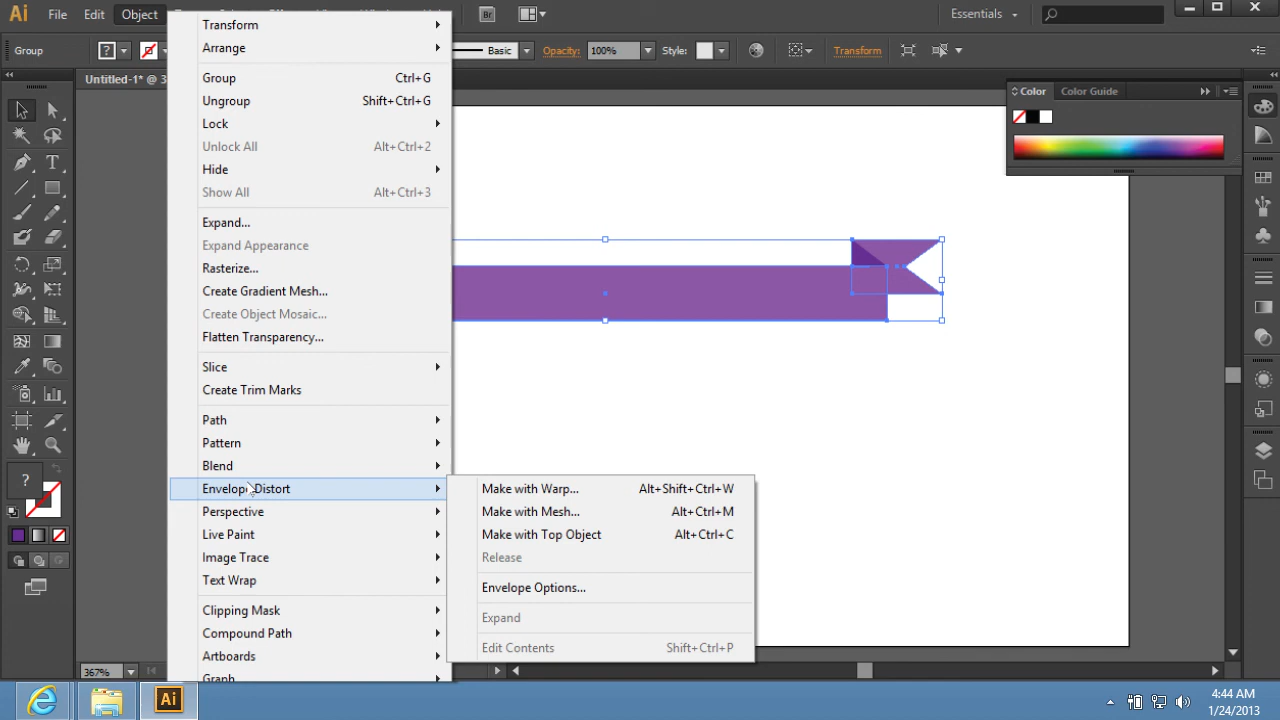 Ai File Edit Object Br Essentials
Group Basic Opacity: 100% Style: Transform
Untitled-1* @ 3
Transform
Arrange
Group Ctrl+G
Ungroup Shift+Ctrl+G
Lock
Unlock All Alt+Ctrl+2
Hide
Show All Alt+Ctrl+3
Expand...
Expand Appearance
Rasterize...
Create Gradient Mesh...
Create Object Mosaic...
Flatten Transparency...
Slice
Create Trim Marks
Path
Pattern
Blend
Envelope Distort
Perspective
Live Paint
Image Trace
Text Wrap
Clipping Mask
Compound Path
Artboards
Graph
Make with Warp... Alt+Shift+Ctrl+W
Make with Mesh... Alt+Ctrl+M
Make with Top Object Alt+Ctrl+C
Release
Envelope Options...
Expand
Edit Contents Shift+Ctrl+P
Color Color Guide
?
?
367%
Ai
4:44 AM
1/24/2013